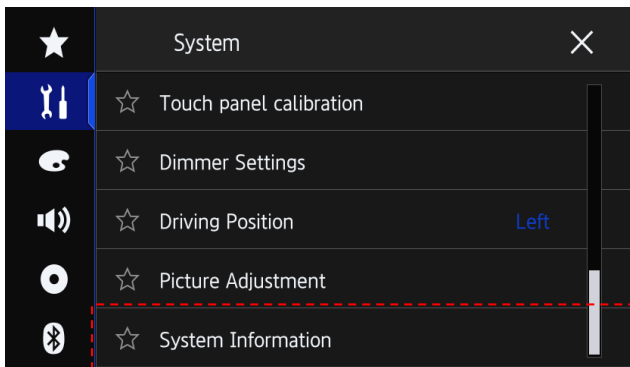 System
Touch panel calibration
Dimmer Settings
Driving Position Left
Picture Adjustment
System Information